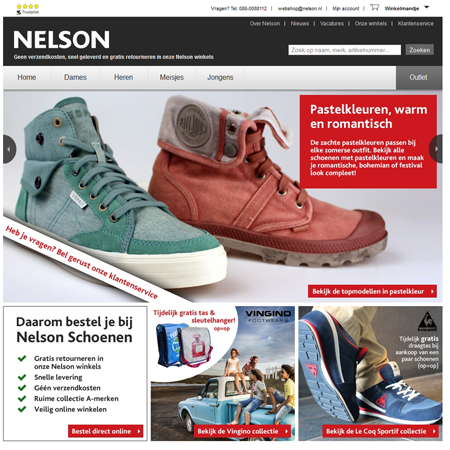 Trustpilot
Vragen? Tel. 088-0088112 | webshop@nelson.nl | Mijn account | Winkelmandje
Over Nelson | Nieuws | Vacatures | Onze winkels | Klantenservice
NELSON
Geen verzendkosten, snel geleverd en gratis retourneren in onze Nelson winkels
Zoek op naam, merk, artikelnummer...
Zoeken
Home Dames Heren Meisjes Jongens Outlet
Pastelkleuren, warm
en romantisch
De zachte pastelkleuren passen bij
elke zomerse outfit. Bekijk alle
schoenen met pastelkleuren en maak
je romantische, bohemian of festival
look compleet!
Heb je vragen? Bel gerust onze klantenservice
Bekijk de topmodellen in pastelkleur
Daarom bestel je bij
Nelson Schoenen
Gratis retourneren in
onze Nelson winkels
Snelle levering
Géén verzendkosten
Ruime collectie A-merken
Veilig online winkelen
Bestel direct online
Tijdelijk gratis tas &
sleutelhanger!
op=op
VINGINO
FOOTWEAR
Bekijk de Vingino collectie
le coq sportif
Tijdelijk gratis
draagtas bij
aankoop van een
paar schoenen
(op=op)
Bekijk de Le Coq Sportif collectie